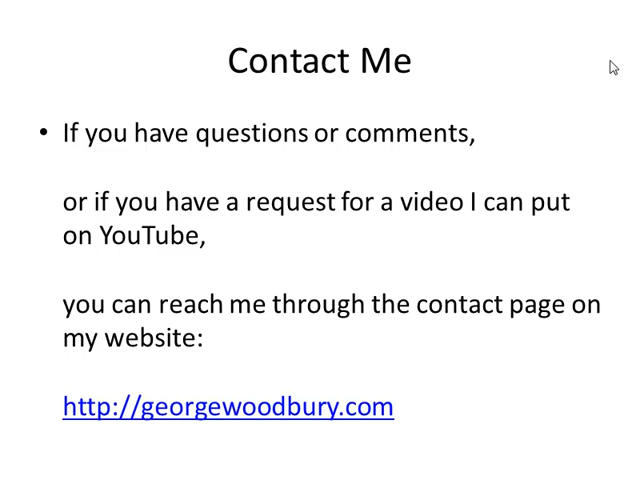 Contact Me
• If you have questions or comments,
or if you have a request for a video I can put
on YouTube,
you can reach me through the contact page on
my website:
http://georgewoodbury.com